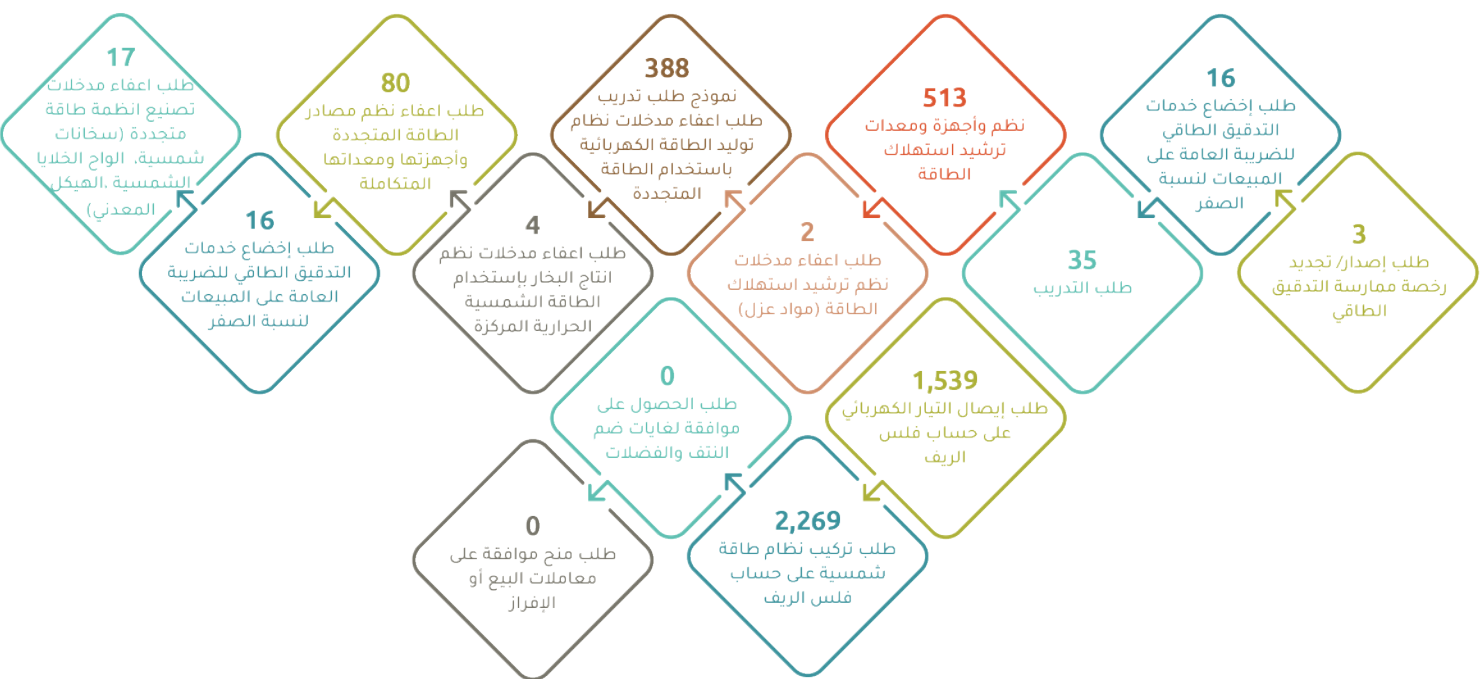 16
طلب إخضاع خدمات
التدقيق الطاقي
للضريبة العامة على
المبيعات لنسبة
الصفر
513
نظم وأجهزة ومعدات
ترشيد استهلاك
الطاقة
388
نموذج طلب تدريب
طلب اعفاء مدخلات نظام
توليد الطاقة الكهربائية
باستخدام الطاقة
المتجددة
80
طلب اعفاء نظم مصادر
الطاقة المتجددة
وأجهزتها ومعداتها
المتكاملة
17
طلب اعفاء مدخلات
تصنيع انظمة طاقة
متجددة (سخانات
شمسية، الواح الخلايا
الشمسية ،الهيكل
المعدني)
3
طلب إصدار/ تجديد
رخصة ممارسة التدقيق
الطاقي
35
طلب التدريب
2
طلب اعفاء مدخلات
نظم ترشيد استهلاك
الطاقة (مواد عزل)
4
طلب اعفاء مدخلات نظم
انتاج البخار بإستخدام
الطاقة الشمسية
الحرارية المركزة
16
طلب إخضاع خدمات
التدقيق الطاقي للضريبة
العامة على المبيعات
لنسبة الصفر
1,539
طلب إيصال التيار الكهربائي
على حساب فلس
الريف
0
طلب الحصول على
موافقة لغايات ضم
النتف والفضلات
2,269
طلب تركيب نظام طاقة
شمسية على حساب
فلس الريف
0
طلب منح موافقة على
معاملات البيع أو
الإفراز